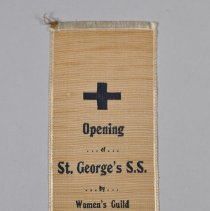 Opening
...of...
St. George's S.S.
...by...
Women's Guild